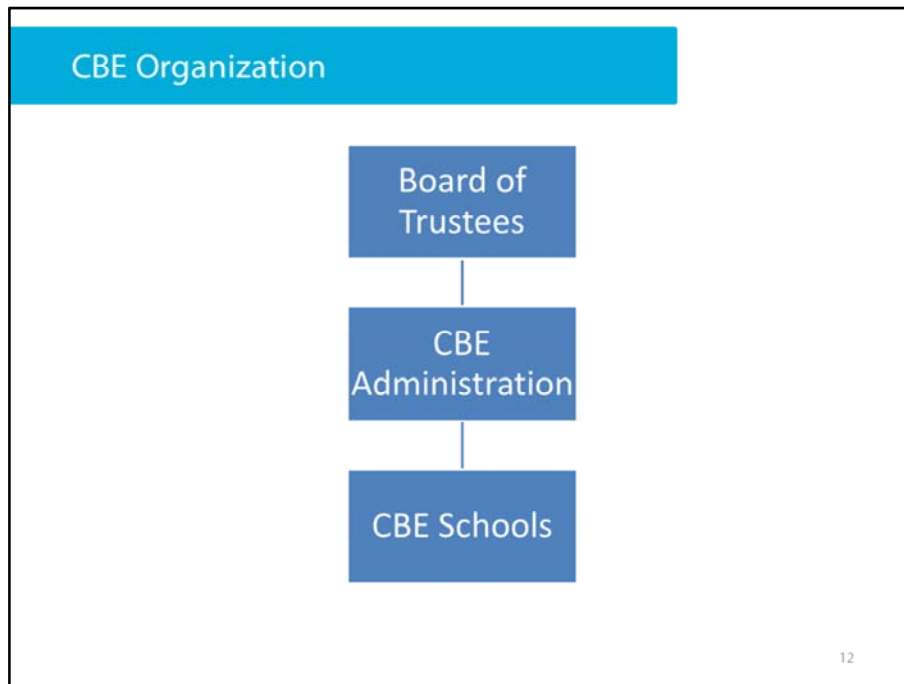 CBE Organization
Board of
Trustees
CBE
Administration
CBE Schools
12